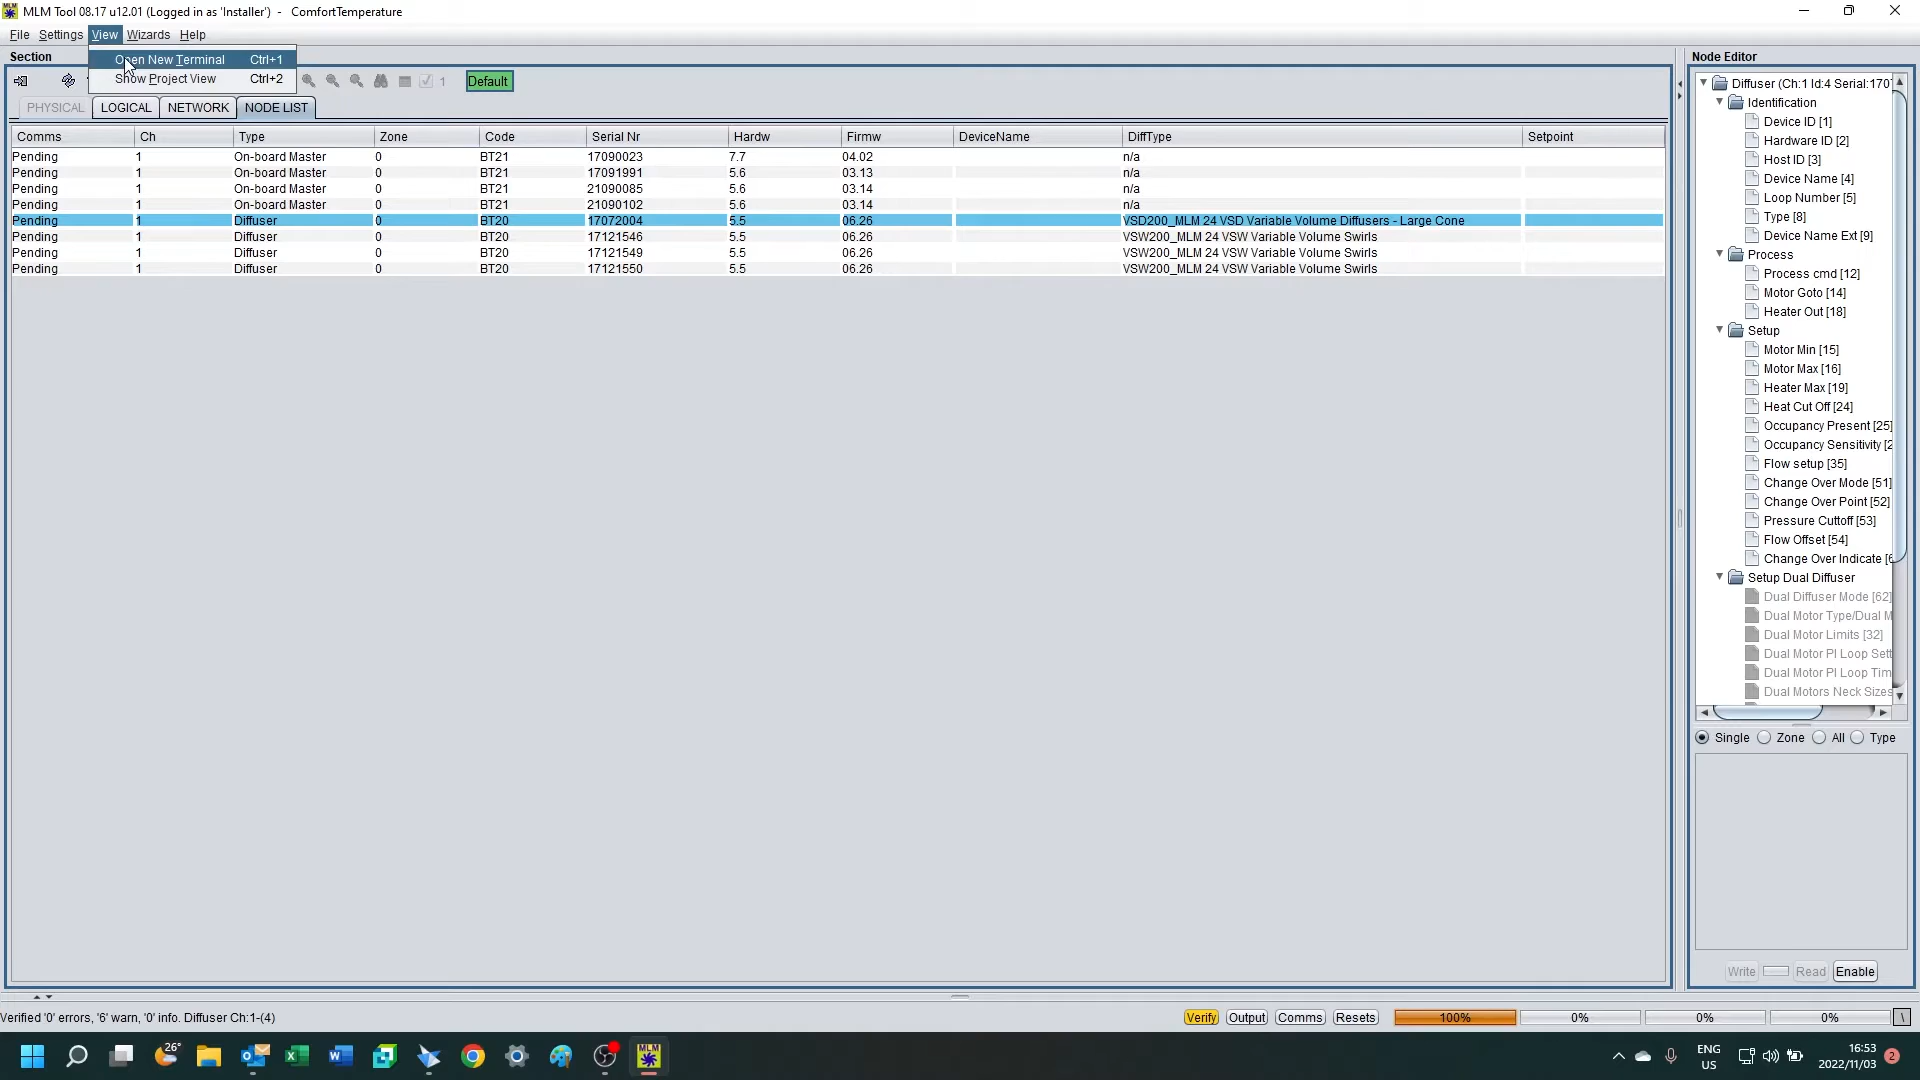 MLM Tool 08.17 u12.01 (Logged in as 'Installer') - ComfortTemperature
File Settings View Wizards Help
Section
Open New Terminal Ctrl+1
Show Project View Ctrl+2
1 Default
PHYSICAL LOGICAL NETWORK NODE LIST
Comms Ch Type Zone Code Serial Nr Hardw Firmw DeviceName DiffType Setpoint
Pending 1 On-board Master 0 BT21 17090023 7.7 04.02 n/a
Pending 1 On-board Master 0 BT21 17091991 5.6 03.13 n/a
Pending 1 On-board Master 0 BT21 21090085 5.6 03.14 n/a
Pending 1 On-board Master 0 BT21 21090102 5.6 03.14 n/a
Pending 1 Diffuser 0 BT20 17072004 5.5 06.26 VSD200_MLM 24 VSD Variable Volume Diffusers - Large Cone
Pending 1 Diffuser 0 BT20 17121546 5.5 06.26 VSW200_MLM 24 VSW Variable Volume Swirls
Pending 1 Diffuser 0 BT20 17121549 5.5 06.26 VSW200_MLM 24 VSW Variable Volume Swirls
Pending 1 Diffuser 0 BT20 17121550 5.5 06.26 VSW200_MLM 24 VSW Variable Volume Swirls
Node Editor
Diffuser (Ch:1 Id:4 Serial:170
Identification
Device ID [1]
Hardware ID [2]
Host ID [3]
Device Name [4]
Loop Number [5]
Type [8]
Device Name Ext [9]
Process
Process cmd [12]
Motor Goto [14]
Heater Out [18]
Setup
Motor Min [15]
Motor Max [16]
Heater Max [19]
Heat Cut Off [24]
Occupancy Present [25]
Occupancy Sensitivity [2
Flow setup [35]
Change Over Mode [51]
Change Over Point [52]
Pressure Cuttoff [53]
Flow Offset [54]
Change Over Indicate [6
Setup Dual Diffuser
Dual Diffuser Mode [62]
Dual Motor Type/Dual M
Dual Motor Limits [32]
Dual Motor PI Loop Sett
Dual Motor PI Loop Tim
Dual Motors Neck Sizes
Single Zone All Type
Write Read Enable
Verified '0' errors, '6' warn, '0' info. Diffuser Ch:1-(4)
Verify Output Comms Resets 100% 0% 0% 0% \
26°
MLM
ENG
US
16:53
2022/11/03
2